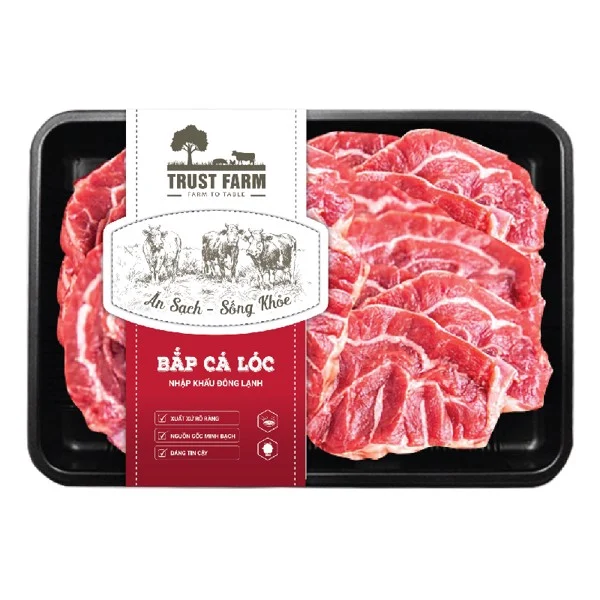 TRUST FARM
FARM TO TABLE
Ăn Sạch - Sống Khỏe
BẮP CÁ LÓC
NHẬP KHẨU ĐÔNG LẠNH
XUẤT XỨ RÕ RÀNG
NGUỒN GỐC MINH BẠCH
ĐÁNG TIN CẬY